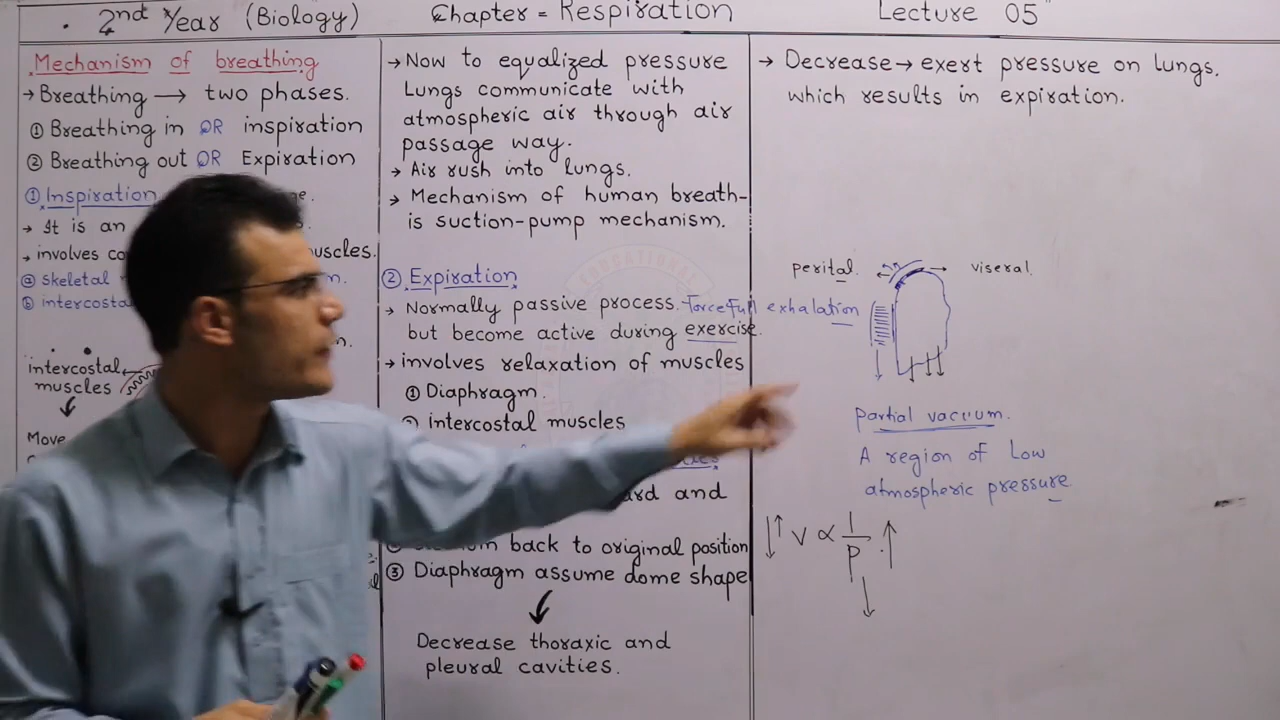 2nd Year (Biology)
Chapter = Respiration
Lecture 05
Mechanism of breathing
→ Breathing → two phases.
① Breathing in OR inspiration
② Breathing out OR Expiration
① Inspiration
→ It is an
→ involves muscles.
ⓐ skeletal
ⓑ intercostal
intercostal
muscles
Move
→ Now to equalized pressure
Lungs communicate with
atmospheric air through air
passage way.
→ Air rush into lungs.
→ Mechanism of human breath-
is suction-pump mechanism.
② Expiration
→ Normally passive process. Forcefull exhalation
but become active during exercise.
→ involves relaxation of muscles
① Diaphragm.
② intercostal muscles
and
back to original position
③ Diaphragm assume dome shape
Decrease thoraxic and
pleural cavities.
→ Decrease → exert pressure on lungs.
which results in expiration.
perital
viseral.
Partial vacuum.
A region of Low
atmospheric pressure
↓↑ V ∝ 1/P ↑
↓